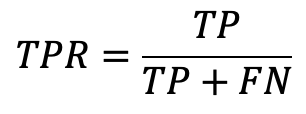 TPR = TP / TP + FN